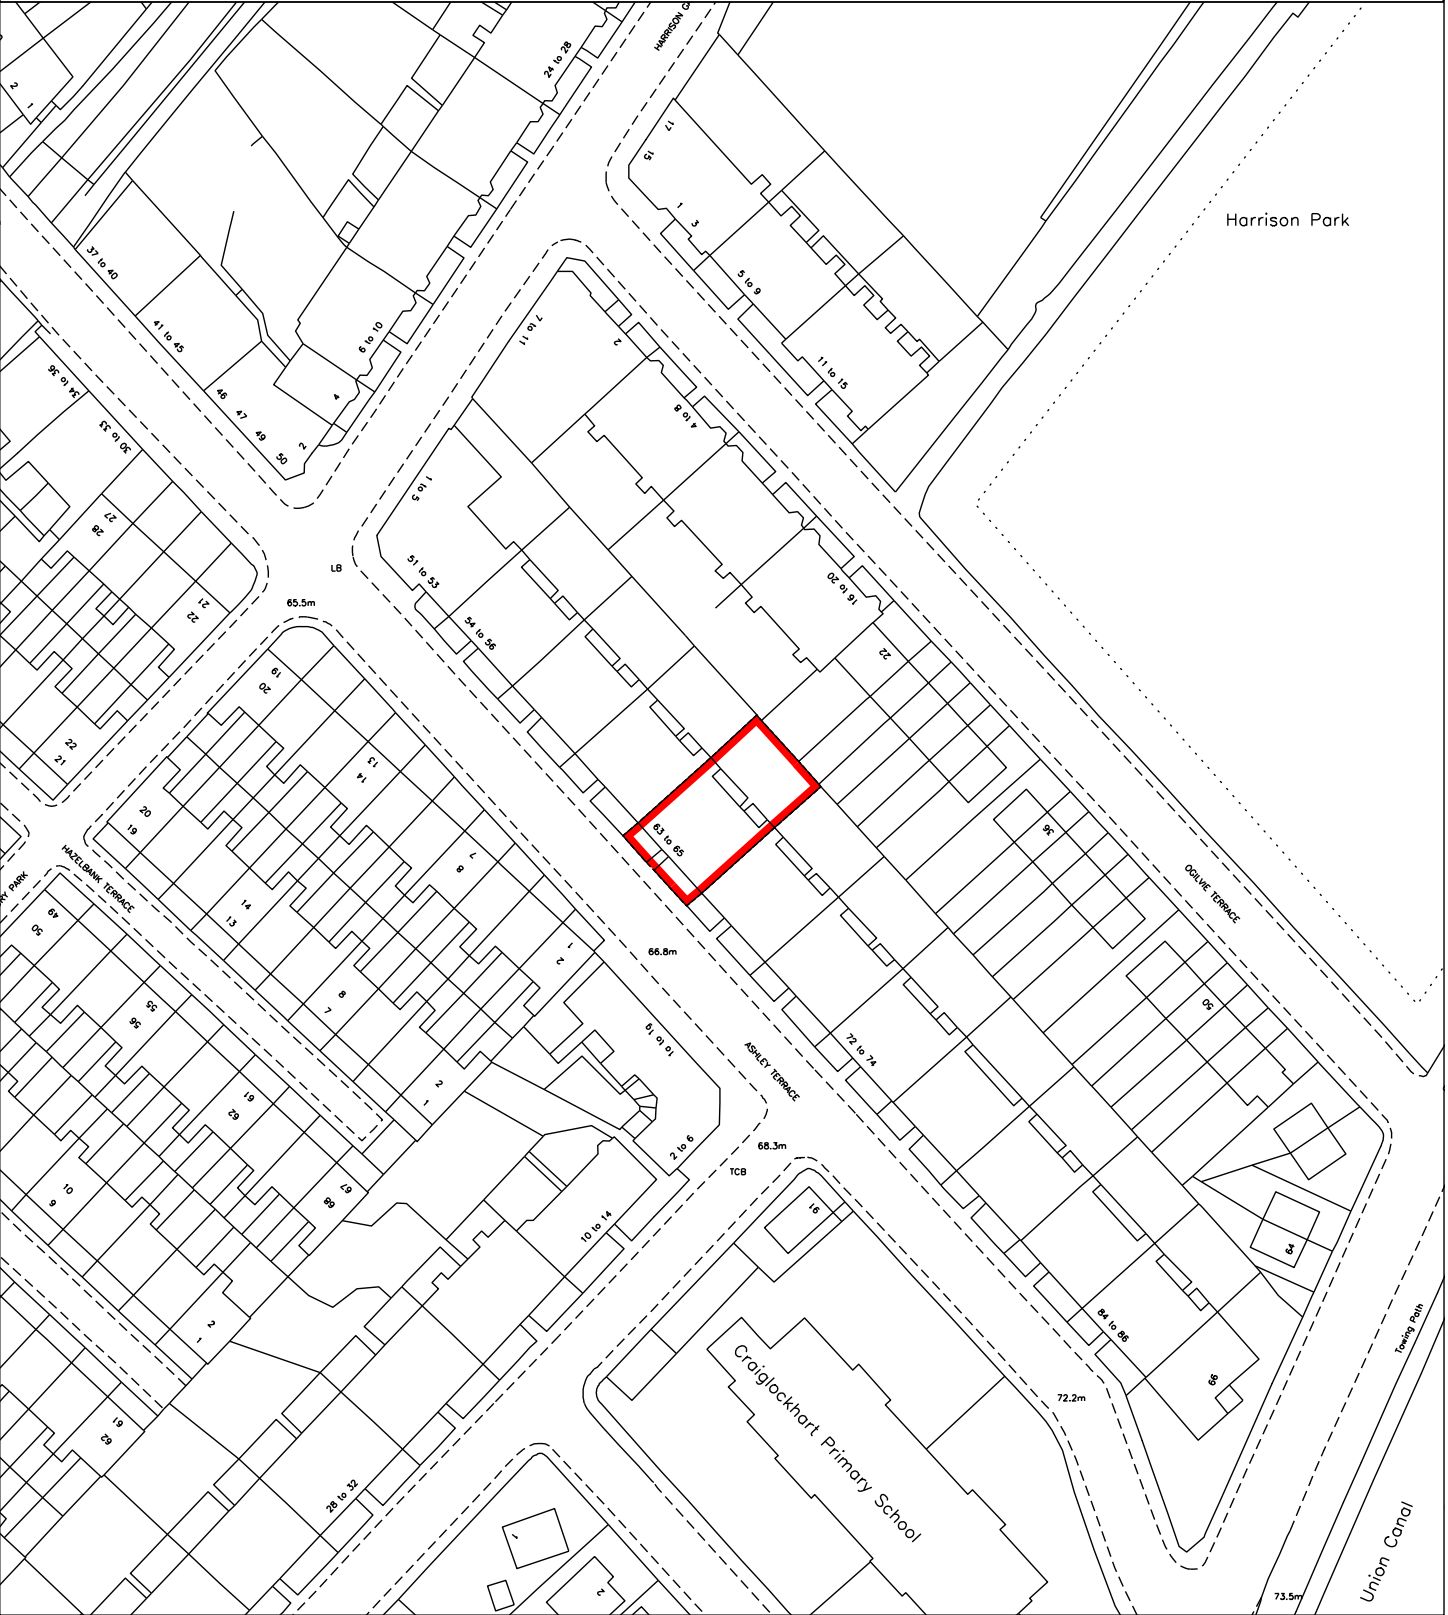 HARRISON GA
24 to 28
2
1
17
15
1
3
Harrison Park
37 to 40
5 to 9
41 to 45
6 to 10
7 to 11
2
11 to 15
34 to 36
46
4
47
49
50
2
4 to 8
30 to 33
1 to 5
27
28
51 to 53
LB
65.5m
16 to 20
21
22
54 to 56
22
19
20
22
21
13
14
20
19
63 to 65
36
7
8
HAZELBANK TERRACE
RY PARK
OGILVIE TERRACE
14
13
49
50
1
2
66.8m
8
7
55
56
50
1a to 1g
72 to 74
ASHLEY TERRACE
2
1
61
62
68.3m
2 to 6
TCB
10
9
67
68
16
10 to 14
64
2
1
84 to 86
Towing Path
Craiglockhart Primary School
66
72.2m
61
62
28 to 32
1
2
Union Canal
73.5m